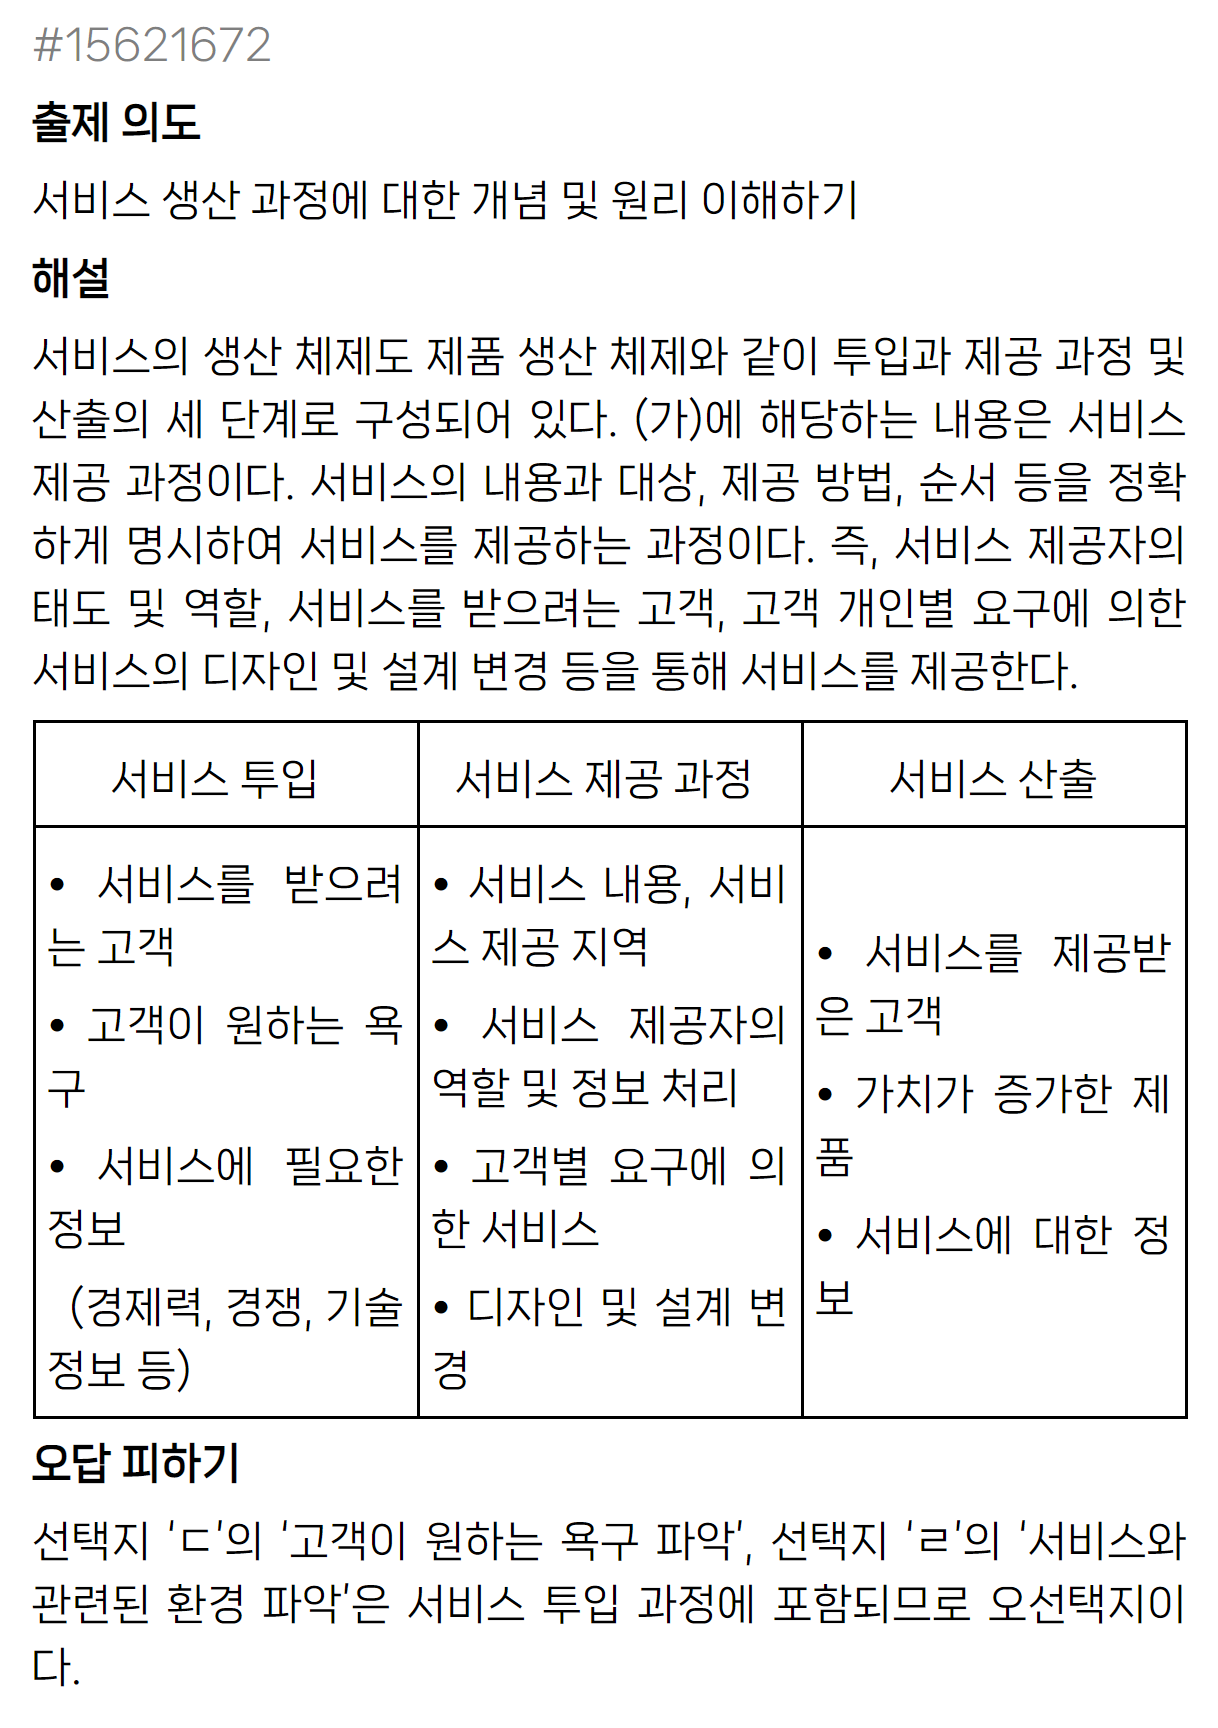 #15621672
출제 의도
서비스 생산 과정에 대한 개념 및 원리 이해하기
해설
서비스의 생산 체제도 제품 생산 체제와 같이 투입과 제공 과정 및
산출의 세 단계로 구성되어 있다. (가)에 해당하는 내용은 서비스
제공 과정이다. 서비스의 내용과 대상, 제공 방법, 순서 등을 정확
하게 명시하여 서비스를 제공하는 과정이다. 즉, 서비스 제공자의
태도 및 역할, 서비스를 받으려는 고객, 고객 개인별 요구에 의한
서비스의 디자인 및 설계 변경 등을 통해 서비스를 제공한다.
서비스 투입
서비스 제공 과정
서비스 산출
• 서비스를 받으려
는 고객
• 고객이 원하는 욕
구
• 서비스에 필요한
정보
(경제력, 경쟁, 기술
정보 등)
• 서비스 내용, 서비
스 제공 지역
• 서비스 제공자의
역할 및 정보 처리
• 고객별 요구에 의
한 서비스
• 디자인 및 설계 변
경
• 서비스를 제공받
은 고객
• 가치가 증가한 제
품
• 서비스에 대한 정
보
오답 피하기
선택지 'ㄷ'의 '고객이 원하는 욕구 파악', 선택지 'ㄹ'의 '서비스와
관련된 환경 파악'은 서비스 투입 과정에 포함되므로 오선택지이
다.